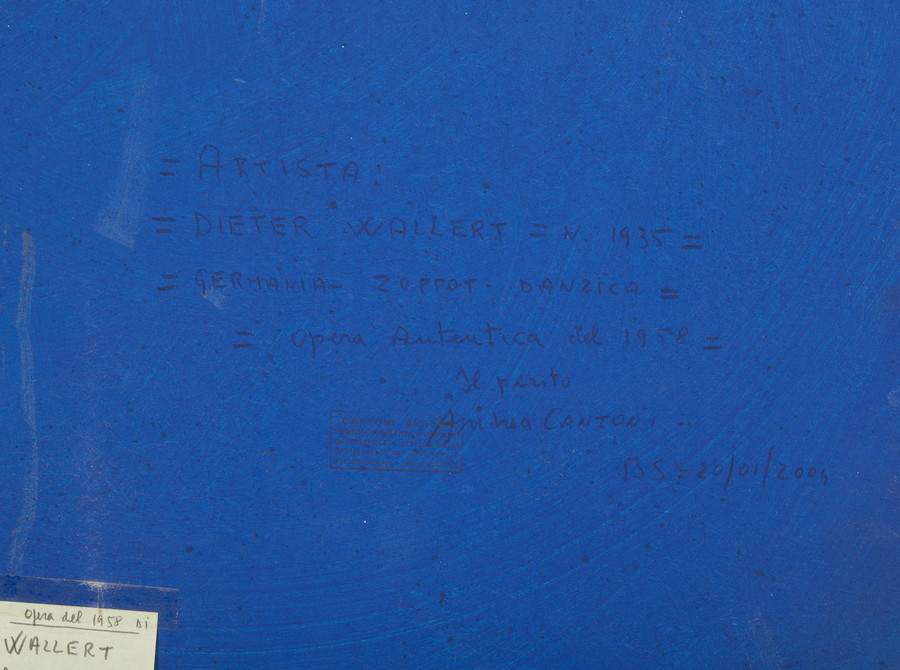 = ARTISTA:
= DIETER WALLERT = N. 1935 =
= GERMANIA - ZOPPOT - DANZICA =
= Opera Autentica del 1958 =
Il perito
CANTONI
BS = 20/01/2004
Opera del 1958 Di
WALLERT